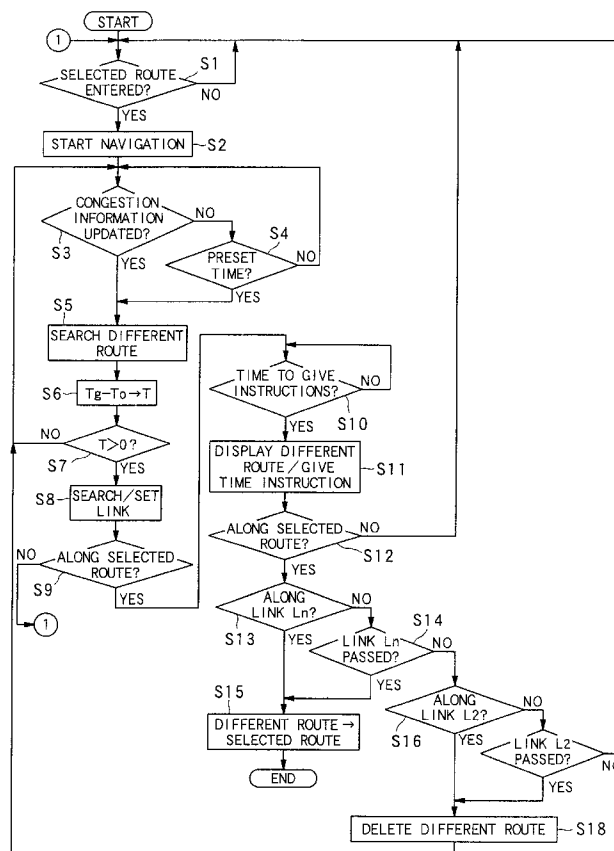 START
1
S1
SELECTED ROUTE
ENTERED?
NO
YES
START NAVIGATION
S2
CONGESTION
INFORMATION
UPDATED?
NO
S3
YES
S4
PRESET
TIME?
NO
YES
S5
SEARCH DIFFERENT
ROUTE
S6
Tg-To→T
NO
T>0?
S7
YES
S8
SEARCH/SET
LINK
NO
ALONG SELECTED
ROUTE?
S9
YES
1
TIME TO GIVE
INSTRUCTIONS?
NO
S10
YES
DISPLAY DIFFERENT
ROUTE/GIVE
TIME INSTRUCTION
S11
ALONG SELECTED
ROUTE?
NO
S12
YES
ALONG
LINK Ln?
NO
S13
YES
S14
LINK Ln
PASSED?
NO
YES
S15
DIFFERENT ROUTE→
SELECTED ROUTE
END
ALONG
LINK L2?
NO
S16
YES
LINK L2
PASSED?
NO
YES
DELETE DIFFERENT ROUTE
S18